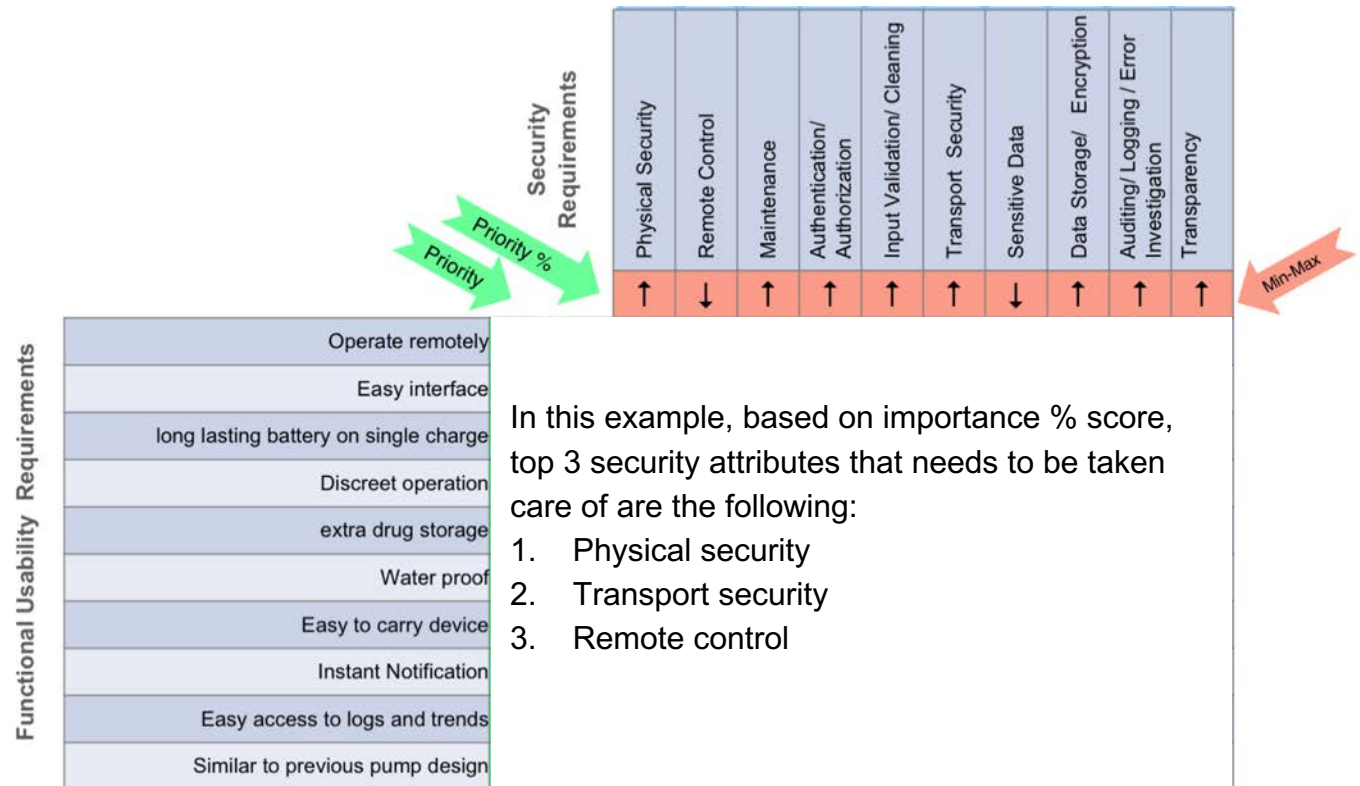 Security
Requirements
Physical Security
Remote Control
Maintenance
Authentication/
Authorization
Input Validation/ Cleaning
Transport Security
Sensitive Data
Data Storage/ Encryption
Auditing/ Logging / Error
Investigation
Transparency
Priority %
Priority
↑ ↓ ↑ ↑ ↑ ↑ ↓ ↑ ↑ ↑
Min-Max
Functional Usability Requirements
Operate remotely
Easy interface
long lasting battery on single charge
Discreet operation
extra drug storage
Water proof
Easy to carry device
Instant Notification
Easy access to logs and trends
Similar to previous pump design
In this example, based on importance % score,
top 3 security attributes that needs to be taken
care of are the following:
1. Physical security
2. Transport security
3. Remote control